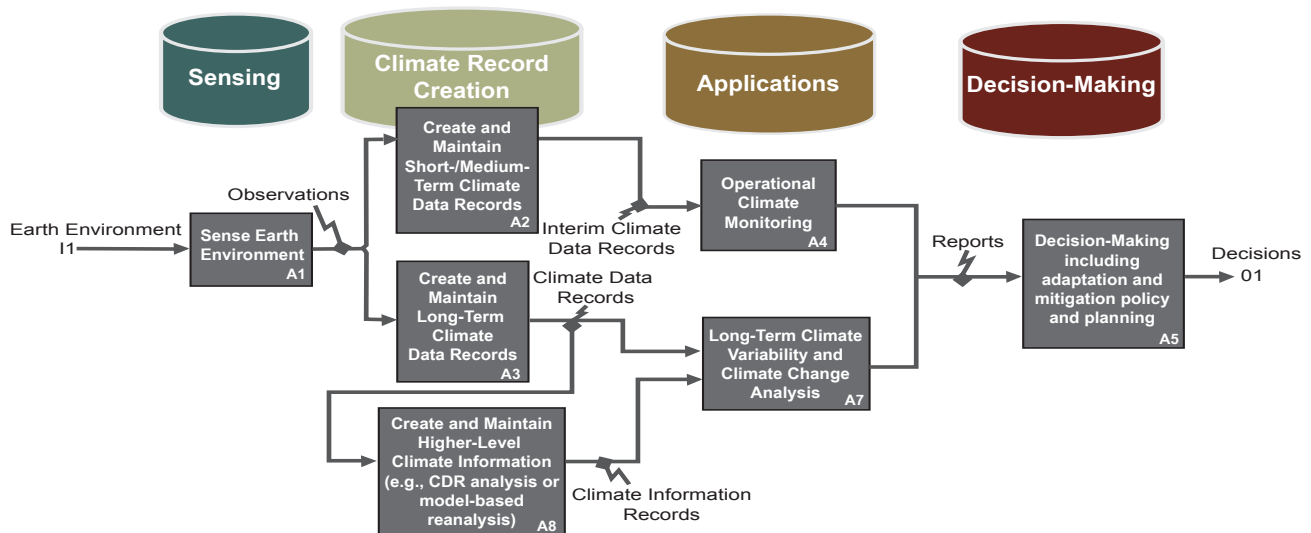 Sensing
Climate Record
Creation
Applications
Decision-Making
Earth Environment
I1
Sense Earth
Environment
A1
Observations
Create and
Maintain
Short-/Medium-
Term Climate
Data Records
A2
Interim Climate
Data Records
Operational
Climate
Monitoring
A4
Create and
Maintain
Long-Term
Climate
Data Records
A3
Climate Data
Records
Long-Term Climate
Variability and
Climate Change
Analysis
A7
Create and Maintain
Higher-Level
Climate Information
(e.g., CDR analysis or
model-based
reanalysis)
A8
Climate Information
Records
Reports
Decision-Making
including
adaptation and
mitigation policy
and planning
A5
Decisions
01